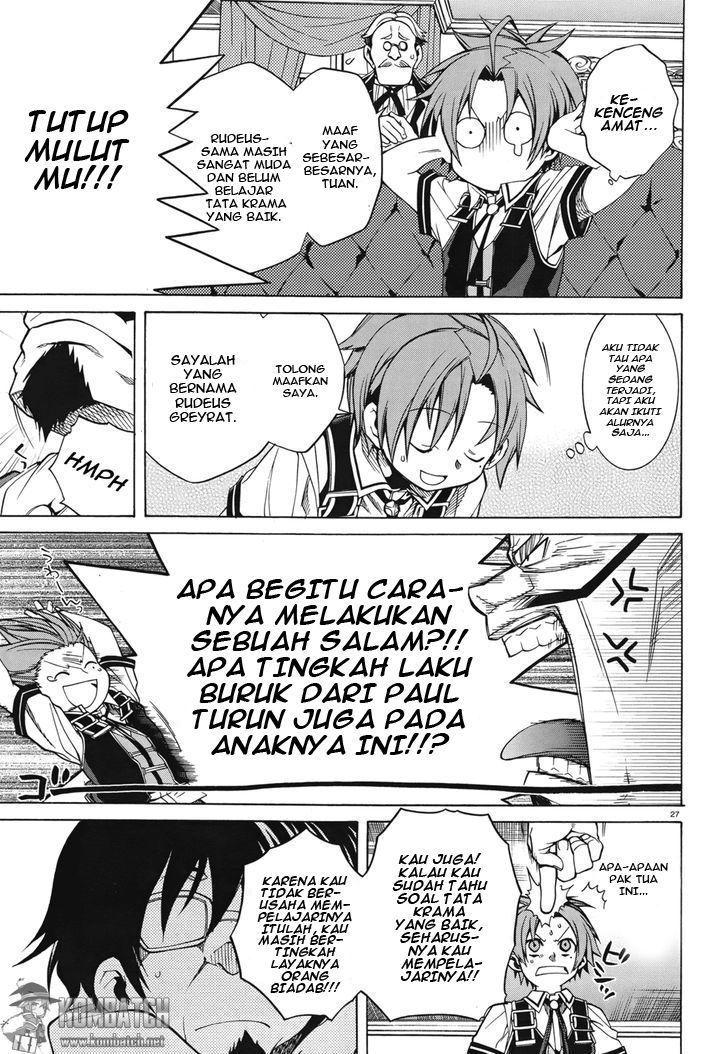 KE-
KENCENG
AMAT...
MAAF
YANG
SEBESAR-
BESARNYA,
TUAN.
RUDEUS-
SAMA MASIH
SANGAT MUDA
DAN BELUM
BELAJAR
TATA KRAMA
YANG BAIK.
TUTUP
MULUT
MU!!!
AKU TIDAK
TAU APA
YANG
SEDANG
TERJADI,
TAPI AKU
AKAN IKUTI
ALURNYA
SAJA...
TOLONG
MAAFKAN
SAYA.
SAYALAH
YANG
BERNAMA
RUDEUS
GREYRAT.
HMPH
APA BEGITU CARA-
NYA MELAKUKAN
SEBUAH SALAM?!!
APA TINGKAH LAKU
BURUK DARI PAUL
TURUN JUGA PADA
ANAKNYA INI!!?
27
APA-APAAN
PAK TUA
INI...
KAU JUGA!
KALAU KAU
SUDAH TAHU
SOAL TATA
KRAMA
YANG BAIK,
SEHARUS-
NYA KAU
MEMPELA-
JARINYA!!
KARENA KAU
TIDAK BER-
USAHA MEM-
PELAJARINYA
ITULAH, KAU
MASIH BER-
TINGKAH
LAYAKNYA
ORANG
BIADAB!!!
KOMBATCH
www.kombatch.net